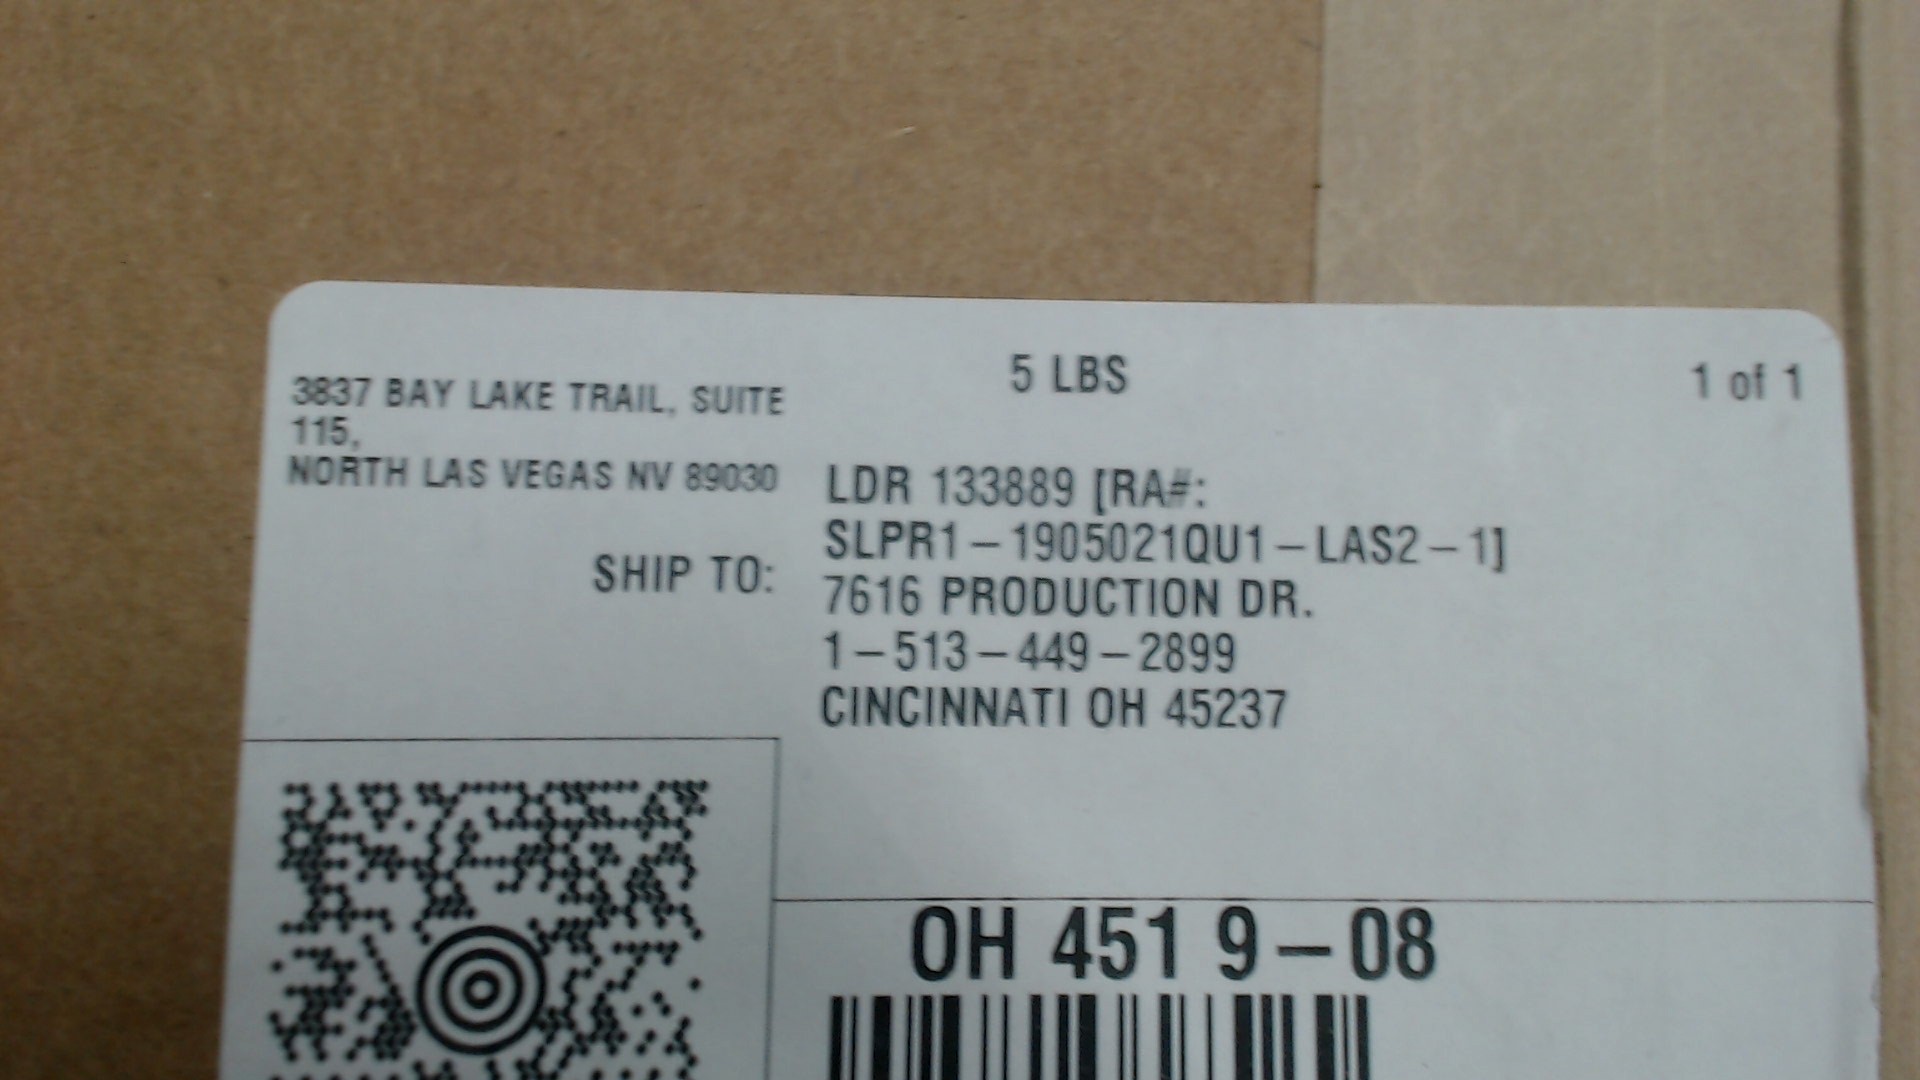 3837 BAY LAKE TRAIL, SUITE
115,
NORTH LAS VEGAS NV 89030
5 LBS
1 of 1
SHIP TO:
LDR 133889 [RA#:
SLPR1-1905021QU1-LAS2-1]
7616 PRODUCTION DR.
1-513-449-2899
CINCINNATI OH 45237
OH 451 9-08